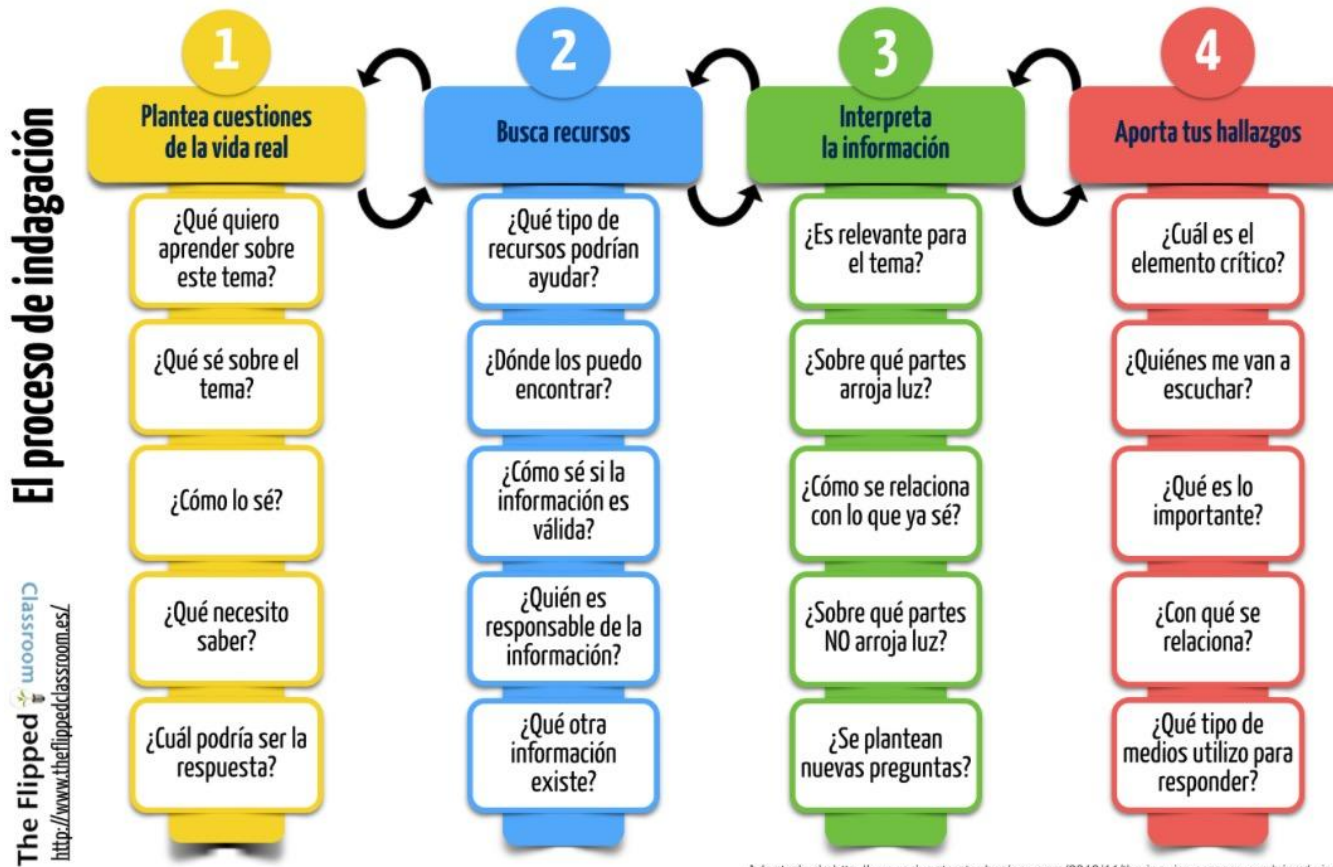 El proceso de indagación
The Flipped Classroom
http://www.theflippedclassroom.es/
1
Plantea cuestiones
de la vida real
¿Qué quiero
aprender sobre
este tema?
¿Qué sé sobre el
tema?
¿Cómo lo sé?
¿Qué necesito
saber?
¿Cuál podría ser la
respuesta?
2
Busca recursos
¿Qué tipo de
recursos podrían
ayudar?
¿Dónde los puedo
encontrar?
¿Cómo sé si la
información es
válida?
¿Quién es
responsable de la
información?
¿Qué otra
información
existe?
3
Interpreta
la información
¿Es relevante para
el tema?
¿Sobre qué partes
arroja luz?
¿Cómo se relaciona
con lo que ya sé?
¿Sobre qué partes
NO arroja luz?
¿Se plantean
nuevas preguntas?
4
Aporta tus hallazgos
¿Cuál es el
elemento crítico?
¿Quiénes me van a
escuchar?
¿Qué es lo
importante?
¿Con qué se
relaciona?
¿Qué tipo de
medios utilizo para
responder?